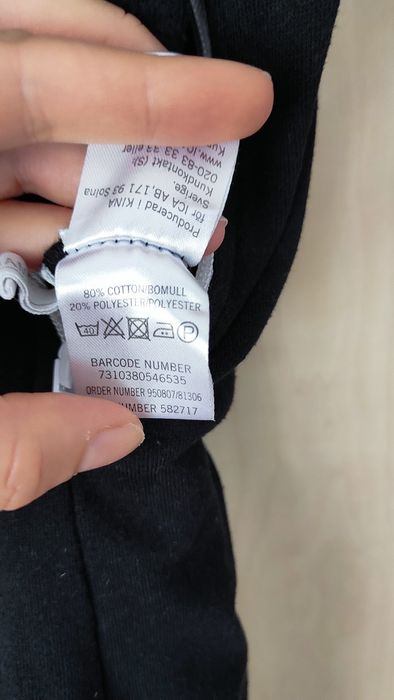 Producerad i KINA
för ICA AB,171 93 Solna
Sverige.
Kundkontakt (S):
020-83 33 33 eller
80% COTTON/BOMULL
20% POLYESTER/POLYESTER
40 P
BARCODE NUMBER
7310380546535
ORDER NUMBER 950807/81306
NUMBER 582717